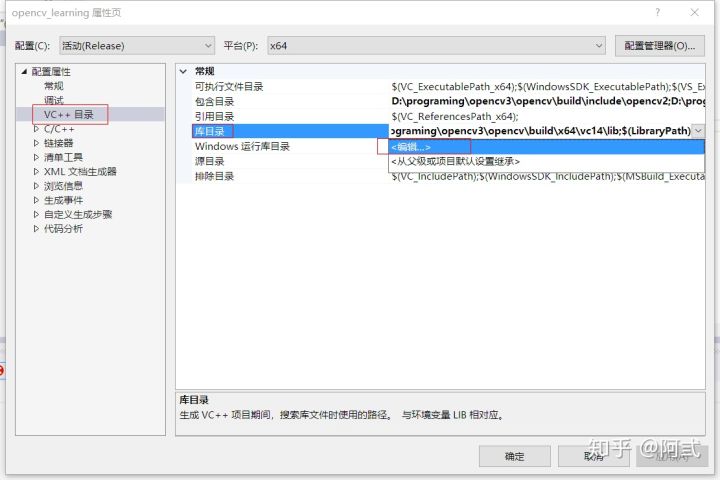 opencv_learning 属性页
配置(C): 活动(Release) 平台(P): x64 配置管理器(O)...
配置属性
常规
调试
VC++ 目录
C/C++
链接器
清单工具
XML 文档生成器
浏览信息
生成事件
自定义生成步骤
代码分析
常规
可执行文件目录 $(VC_ExecutablePath_x64);$(WindowsSDK_ExecutablePath);$(VS_Ex
包含目录 D:\programing\opencv3\opencv\build\include\opencv2;D:\prog
引用目录 $(VC_ReferencesPath_x64);
库目录 ograming\opencv3\opencv\build\x64\vc14\lib;$(LibraryPath)
Windows 运行库目录 <编辑...>
源目录 <从父级或项目默认设置继承>
排除目录 $(VC_IncludePath);$(WindowsSDK_IncludePath);$(MSBuild_Executa
库目录
生成 VC++ 项目期间，搜索库文件时使用的路径。 与环境变量 LIB 相对应。
确定 取消 应用(A)
知乎 @阿弎